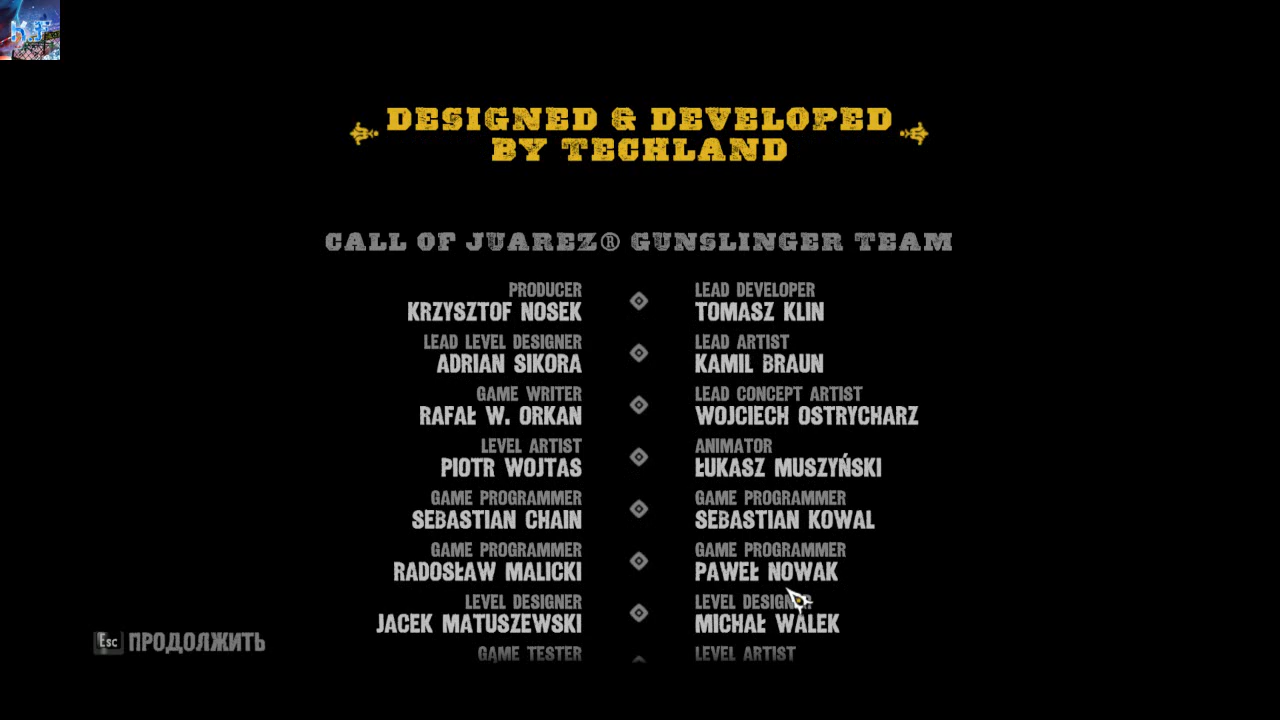 DESIGNED & DEVELOPED
BY TECHLAND
CALL OF JUAREZ® GUNSLINGER TEAM
PRODUCER
KRZYSZTOF NOSEK
LEAD DEVELOPER
TOMASZ KLIN
LEAD LEVEL DESIGNER
ADRIAN SIKORA
LEAD ARTIST
KAMIL BRAUN
GAME WRITER
RAFAŁ W. ORKAN
LEAD CONCEPT ARTIST
WOJCIECH OSTRYCHARZ
LEVEL ARTIST
PIOTR WOJTAS
ANIMATOR
ŁUKASZ MUSZYŃSKI
GAME PROGRAMMER
SEBASTIAN CHAIN
GAME PROGRAMMER
SEBASTIAN KOWAL
GAME PROGRAMMER
RADOSŁAW MALICKI
GAME PROGRAMMER
PAWEŁ NOWAK
LEVEL DESIGNER
JACEK MATUSZEWSKI
LEVEL DESIGNER
MICHAŁ WALEK
GAME TESTER
LEVEL ARTIST
Esc ПРОДОЛЖИТЬ